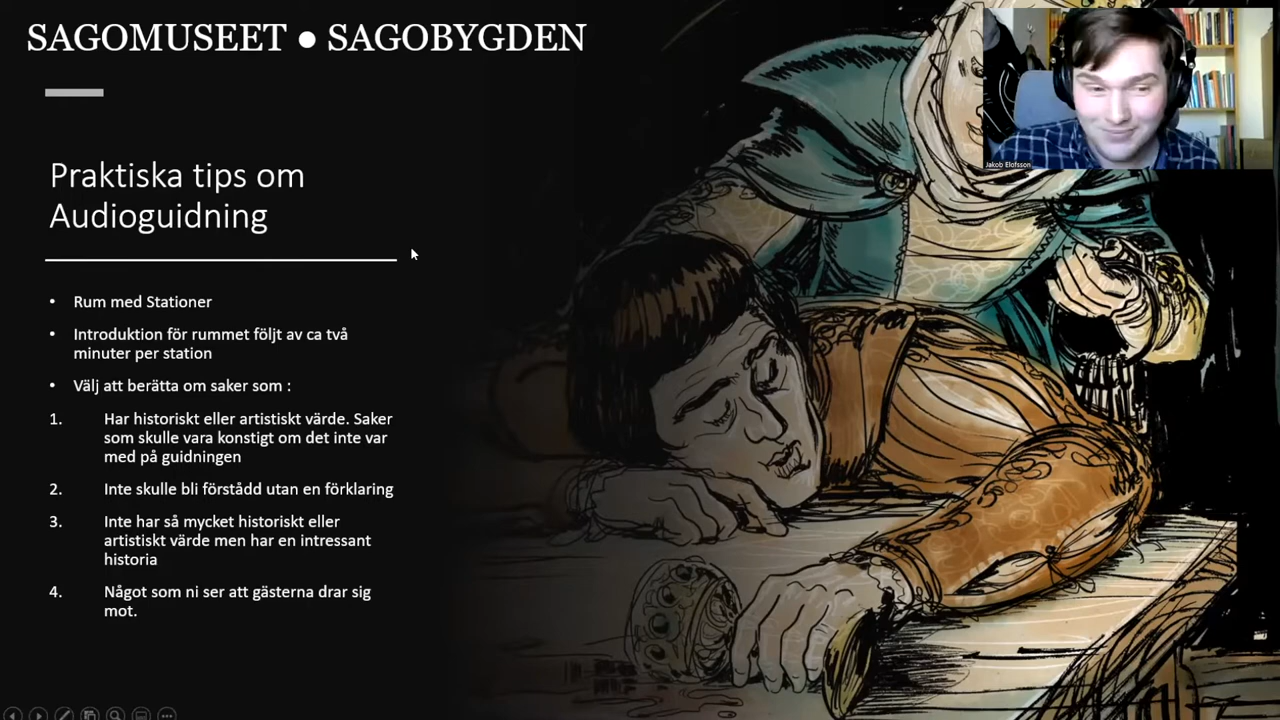 SAGOMUSEET ● SAGOBYGDEN
Jakob Elofsson
Praktiska tips om
Audioguidning
• Rum med Stationer
• Introduktion för rummet följt av ca två
minuter per station
• Välj att berätta om saker som :
1. Har historiskt eller artistiskt värde. Saker
som skulle vara konstigt om det inte var
med på guidningen
2. Inte skulle bli förstådd utan en förklaring
3. Inte har så mycket historiskt eller
artistiskt värde men har en intressant
historia
4. Något som ni ser att gästerna drar sig
mot.